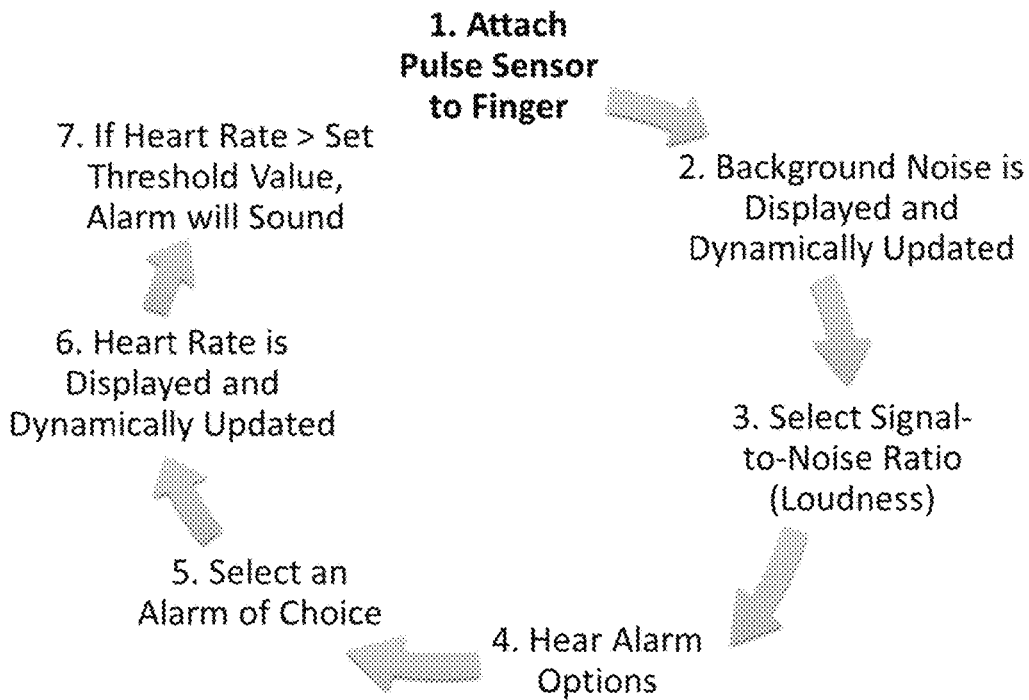 1. Attach
Pulse Sensor
to Finger
2. Background Noise is
Displayed and
Dynamically Updated
3. Select Signal-
to-Noise Ratio
(Loudness)
4. Hear Alarm
Options
5. Select an
Alarm of Choice
6. Heart Rate is
Displayed and
Dynamically Updated
7. If Heart Rate > Set
Threshold Value,
Alarm will Sound